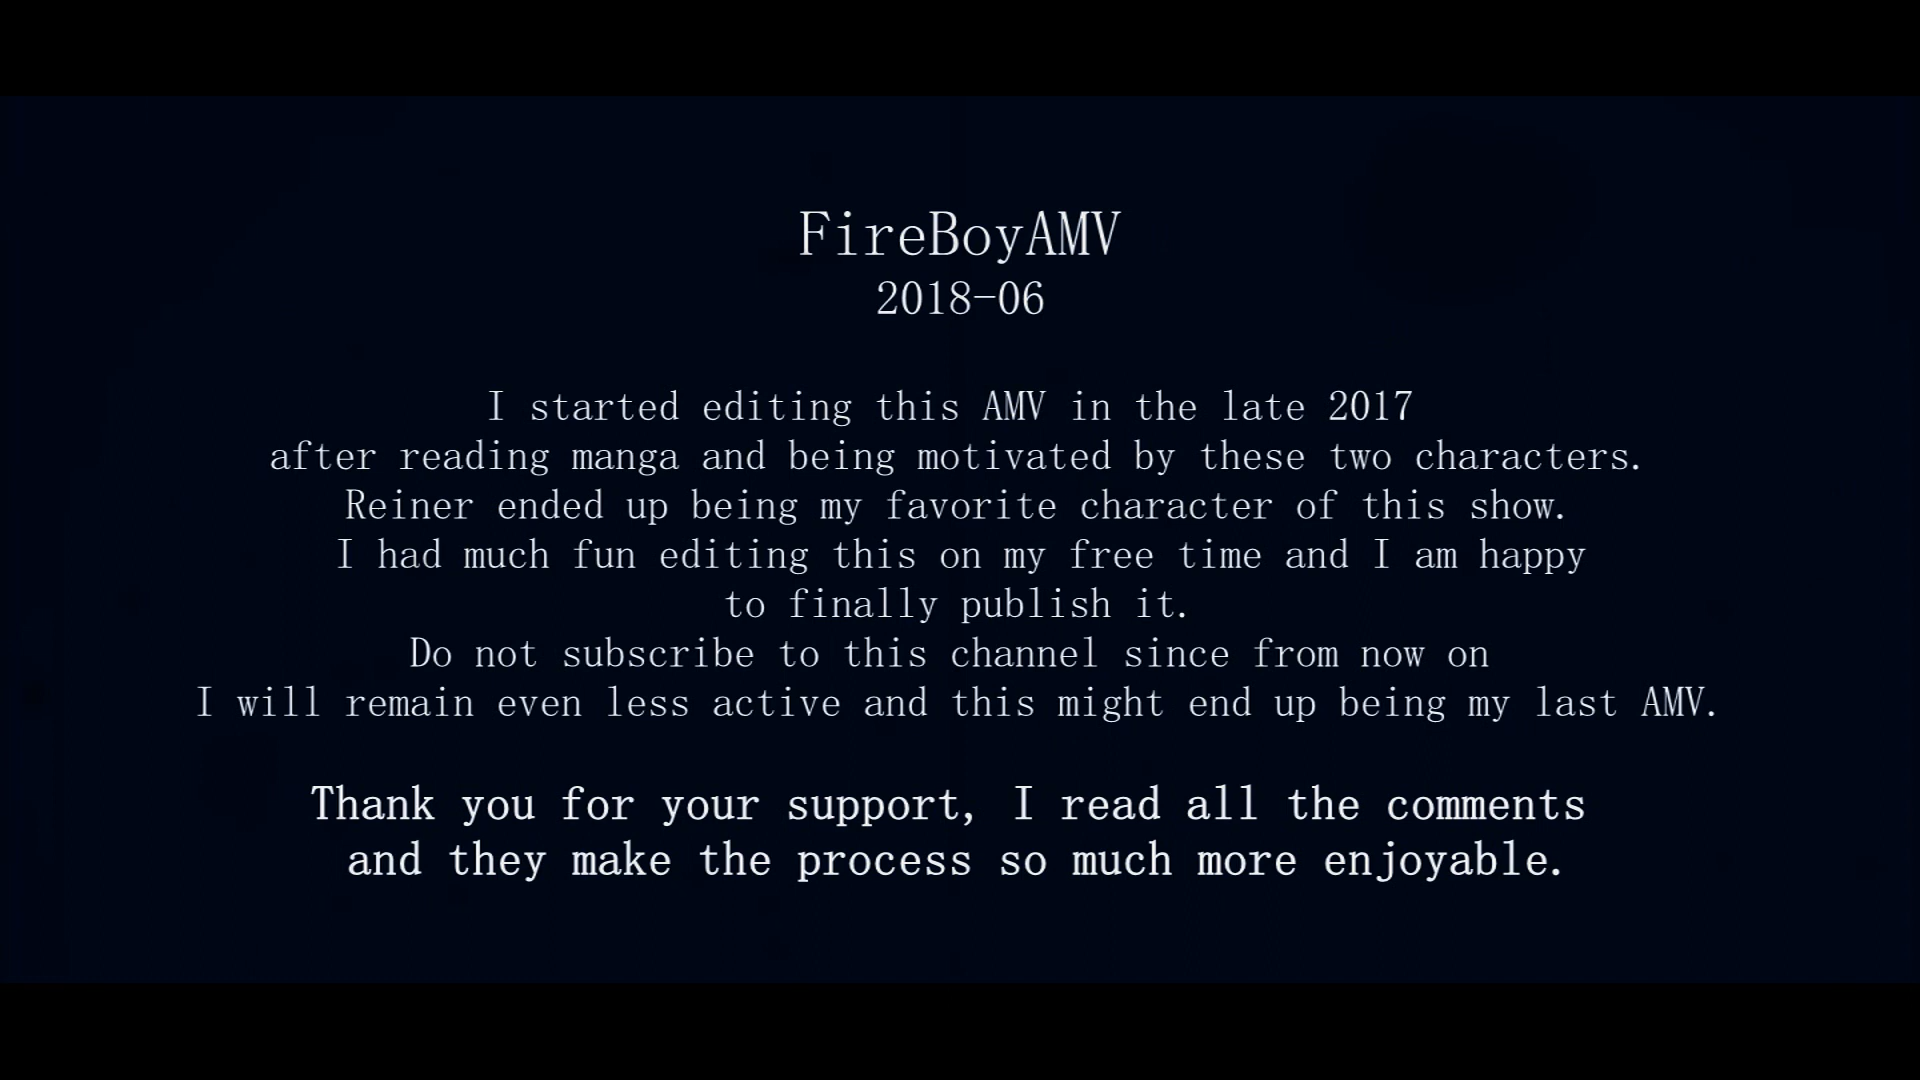 FireBoyAMV
2018-06
I started editing this AMV in the late 2017
after reading manga and being motivated by these two characters.
Reiner ended up being my favorite character of this show.
I had much fun editing this on my free time and I am happy
to finally publish it.
Do not subscribe to this channel since from now on
I will remain even less active and this might end up being my last AMV.
Thank you for your support, I read all the comments
and they make the process so much more enjoyable.